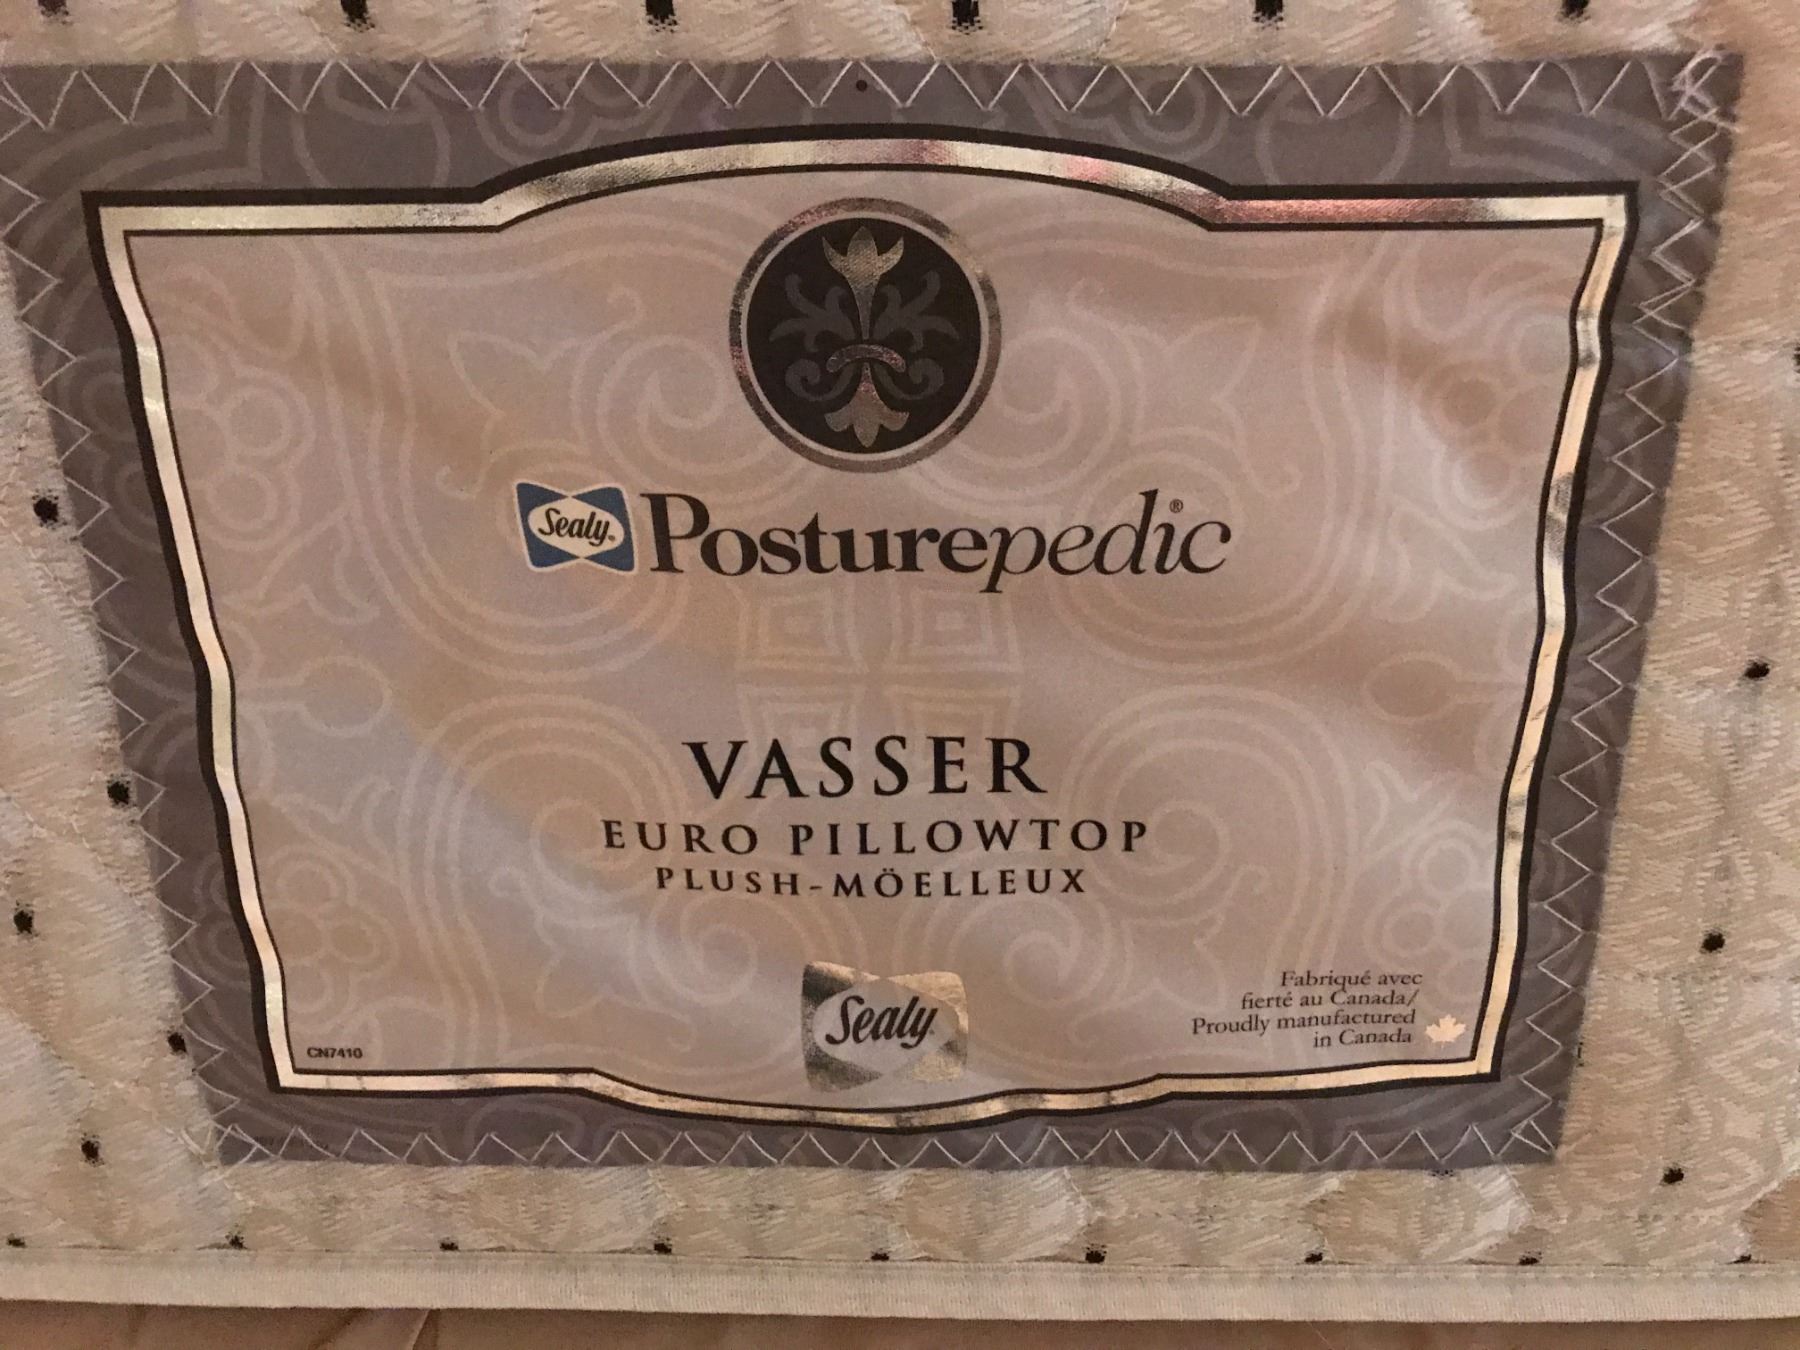 Sealy® Posturepedic®
VASSER
EURO PILLOWTOP
PLUSH-MÖELLEUX
Sealy
Fabriqué avec
fierté au Canada/
Proudly manufactured
in Canada
CN7410